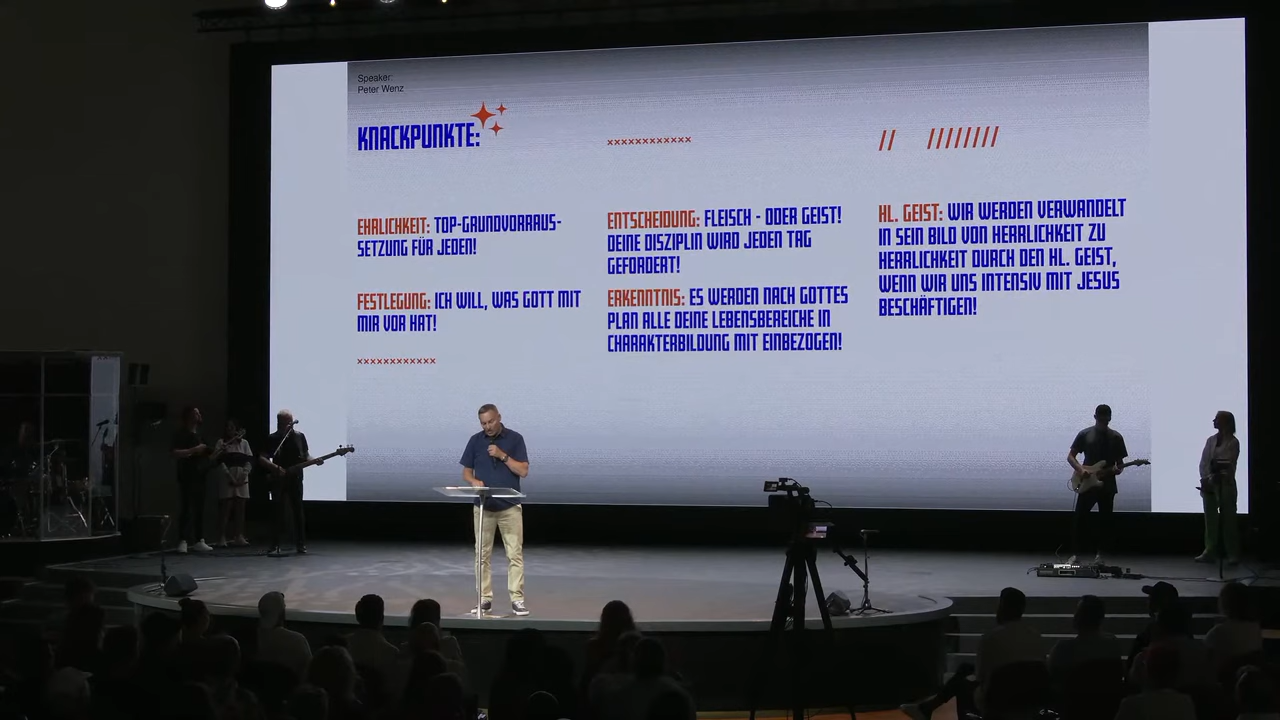 Speaker:
Peter Wenz
KNACKPUNKTE:
EHRLICHKEIT: TOP-GRUNDVORRAUS-
SETZUNG FÜR JEDEN!
FESTLEGUNG: ICH WILL, WAS GOTT MIT
MIR VOR HAT!
ENTSCHEIDUNG: FLEISCH - ODER GEIST!
DEINE DISZIPLIN WIRD JEDEN TAG
GEFORDERT!
ERKENNTNIS: ES WERDEN NACH GOTTES
PLAN ALLE DEINE LEBENSBEREICHE IN
CHARAKTERBILDUNG MIT EINBEZOGEN!
HL. GEIST: WIR WERDEN VERWANDELT
IN SEIN BILD VON HERRLICHKEIT ZU
HERRLICHKEIT DURCH DEN HL. GEIST,
WENN WIR UNS INTENSIV MIT JESUS
BESCHÄFTIGEN!